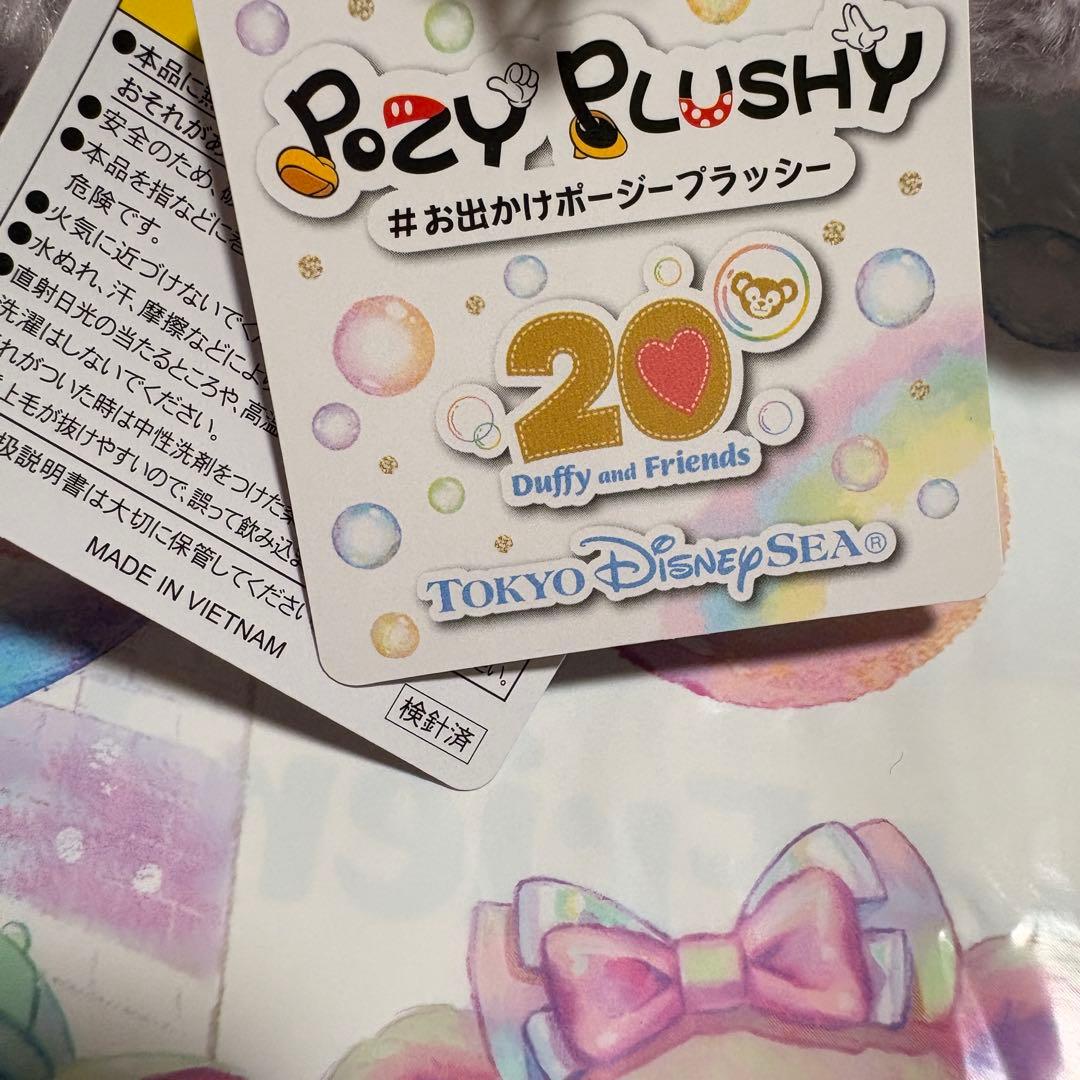 POZY PLUSHY
#お出かけポージープラッシー
20
Duffy and Friends
TOKYO DISNEY SEA®
●本品に
おそれがあ
●安全のため、
●本品を指などに
危険です。
●火気に近づけないでく
●水ぬれ、汗、摩擦などにより
●直射日光の当たるところや、高温
洗濯はしないでください。
れがついた時は中性洗剤をつけた
上毛が抜けやすいので、誤って飲み込
扱説明書は大切に保管してください
MADE IN VIETNAM
検針済